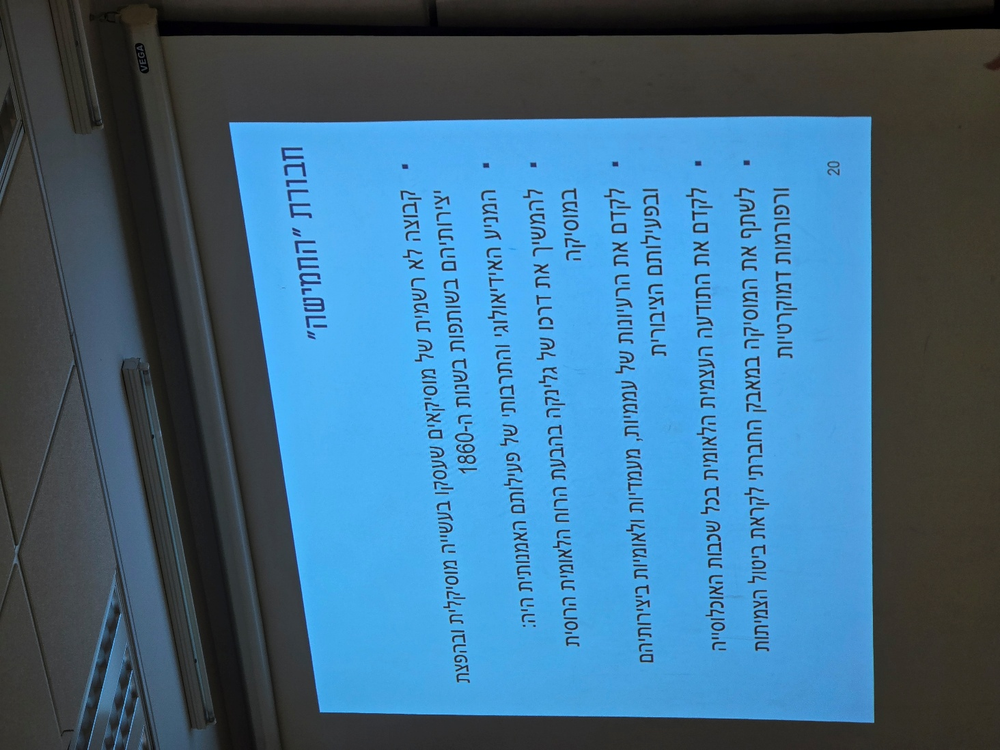 VEGA
חבורת "החמישה"
▪ קבוצה לא רשמית של מוסיקאים שעסקו בעשייה מוסיקלית ובהפצת
יצירותיהם בשותפות בשנות ה-1860
▪ המניע האידיאולוגי והתרבותי של פעילותם האמנותית היה:
▪ להמשיך את דרכו של גלינקה בהבעת הרוח הלאומית הרוסית
במוסיקה
▪ לקדם את הרעיונות של עממיות, מעמדיות ולאומיות ביצירותיהם
ובפעילותם הציבורית
▪ לקדם את התודעה העצמית הלאומית בכל שכבות האוכלוסייה
▪ לשתף את המוסיקה במאבק החברתי לקראת ביטול הצמיתות
ורפורמות דמוקרטיות
20